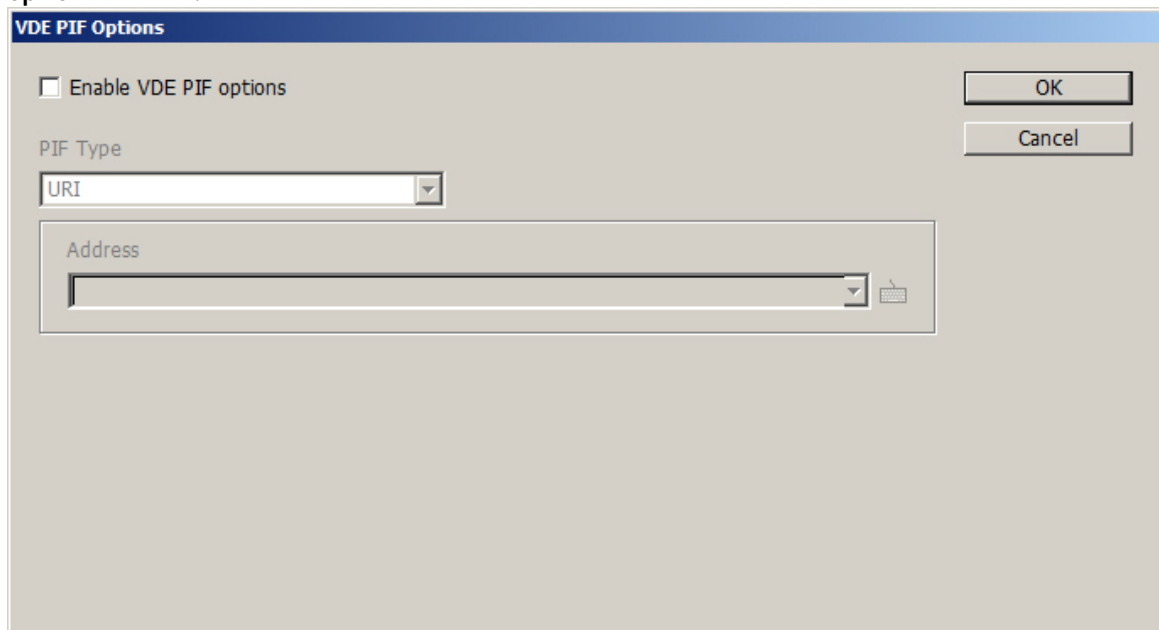 VDE PIF Options
Enable VDE PIF options
OK
Cancel
PIF Type
URI
Address